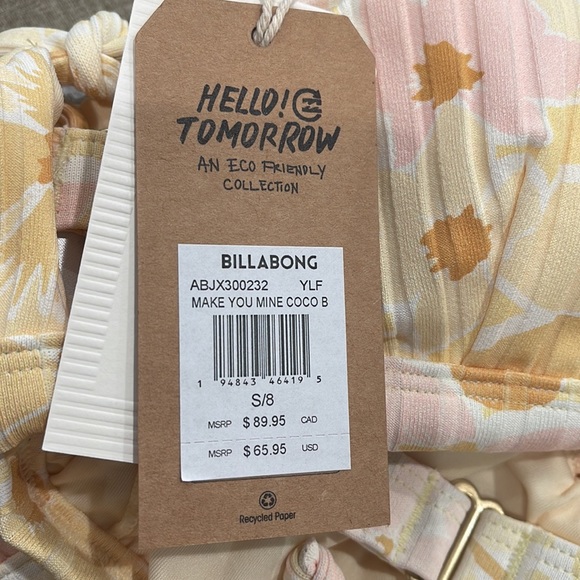 HELLO!
TOMORROW
AN ECO FRIENDLY
COLLECTION
BILLABONG
ABJX300232 YLF
MAKE YOU MINE COCO B
1 94843 46419 5
S/8
MSRP $ 89.95 CAD
MSRP $ 65.95 USD
Recycled Paper